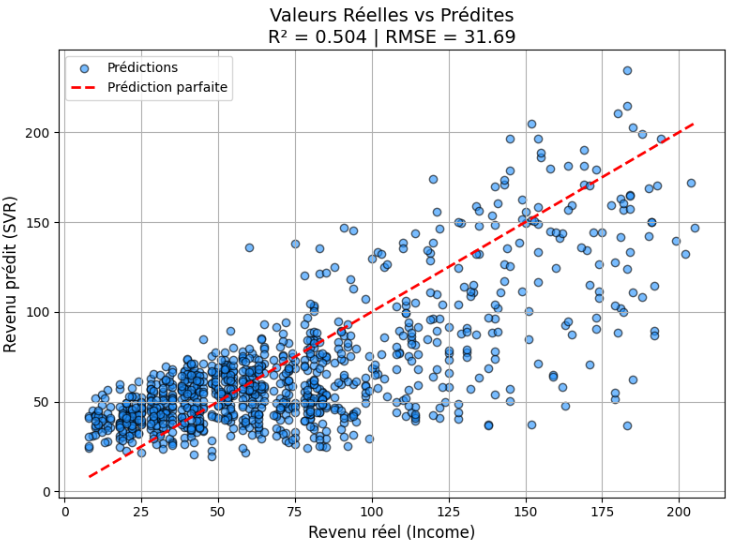 Valeurs Réelles vs Prédites
R² = 0.504 | RMSE = 31.69
Prédictions
Prédiction parfaite
Revenu prédit (SVR)
200
150
100
50
0
0 25 50 75 100 125 150 175 200
Revenu réel (Income)